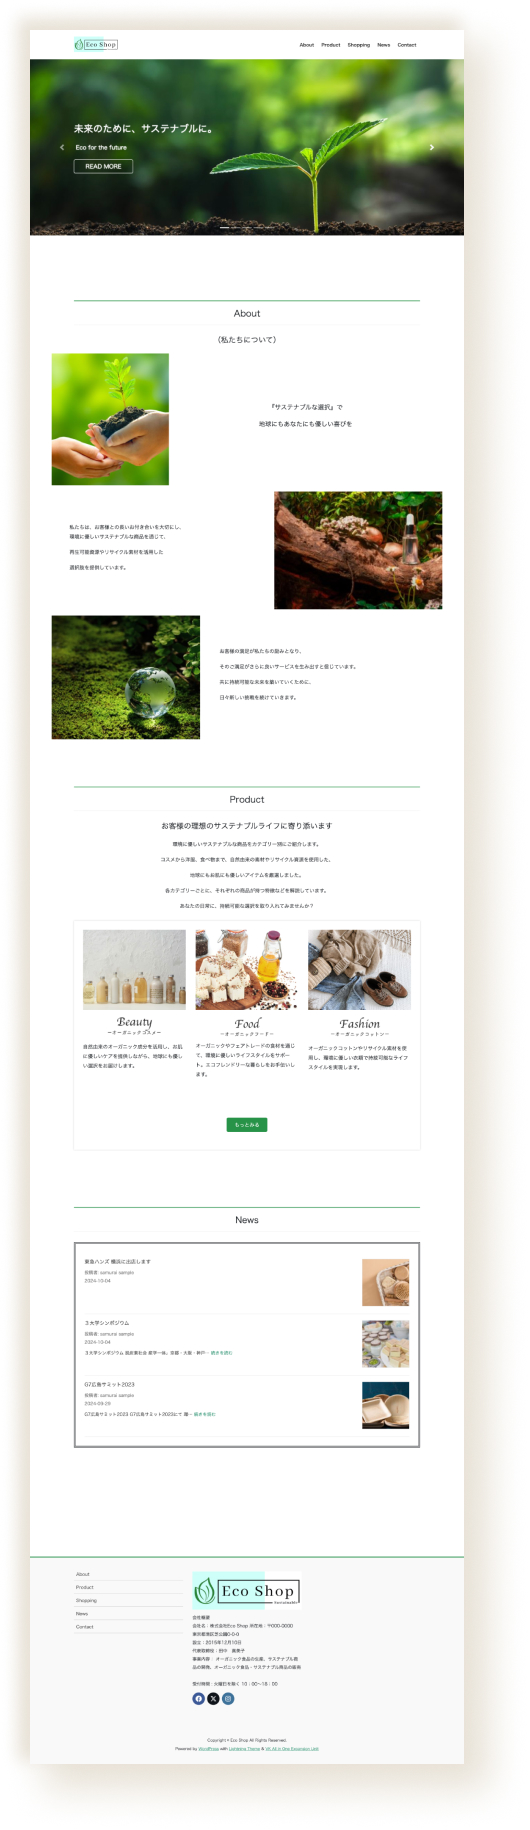 Eco Shop
About Product Shopping News Contact
未来のために、サステナブルに。
Eco for the future
READ MORE
About
（私たちについて）
『サステナブルな選択』で
地球にもあなたにも優しい喜びを
私たちは、お客様との良いお付き合いを大切にし、
環境に優しいサステナブルな商品を通じて、
再生可能資源やリサイクル素材を活用した
選択肢を提供しています。
お客様の満足が私たちの励みとなり、
そのご満足がさらに良いサービスを生み出すと信じています。
共に持続可能な未来を築いていくために、
日々新しい挑戦を続けていきます。
Product
お客様の理想のサステナブルライフに寄り添います
環境に優しいサステナブルな商品をカテゴリー別にご紹介します。
コスメから洋服、食べ物まで、自然由来の素材やリサイクル資源を使用した、
地球にもお肌にも優しいアイテムを厳選しました。
各カテゴリーごとに、それぞれの商品が持つ特徴などを解説しています。
あなたの日常に、持続可能な選択を取り入れてみませんか？
Beauty
ーオーガニックコスメー
自然由来のオーガニック成分を活用し、お肌
に優しいケアを提供しながら、地球にも優し
い選択をお届けします。
Food
ーオーガニックフードー
オーガニックやフェアトレードの食材を通じ
て、環境に優しいライフスタイルをサポー
ト。エコフレンドリーな暮らしをお手伝いし
ます。
Fashion
ーオーガニックコットンー
オーガニックコットンやリサイクル素材を使
用し、環境に優しい衣類で持続可能なライフ
スタイルを実現します。
もっとみる
News
東急ハンズ 横浜に出店します
投稿者: samurai sample
2024-10-04
３大学シンポジウム
投稿者: samurai sample
2024-10-04
３大学シンポジウム 脱炭素社会 産学一体。京都・大阪・神戸… 続きを読む
G7広島サミット2023
投稿者: samurai sample
2024-09-23
G7広島サミット2023 G7広島サミット2023にて 環… 続きを読む
About
Product
Shopping
News
Contact
Eco Shop
Sustainable
会社概要
会社名：株式会社Eco Shop 所在地：〒000-0000
東京都港区芝公園0-0-0
設立：2015年12月10日
代表取締役：田中 真恵子
事業内容：オーガニック食品の生産、サステナブル商
品の開発、オーガニック食品・サステナブル商品の販売
受付時間：火曜日を除く 10：00〜18：00
Copyright © Eco Shop All Rights Reserved.
Powered by WordPress with Lightning Theme & VK All in One Expansion Unit